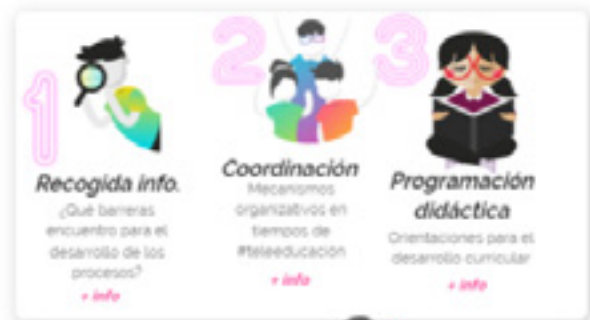 1
Recogida info.
¿Qué barreras
encuentro para el
desarrollo de los
procesos?
+ info
2
Coordinación
Mecanismos
organizativos en
tiempos de
#teleeducación
+ info
3
Programación
didáctica
Orientaciones para el
desarrollo curricular
+ info